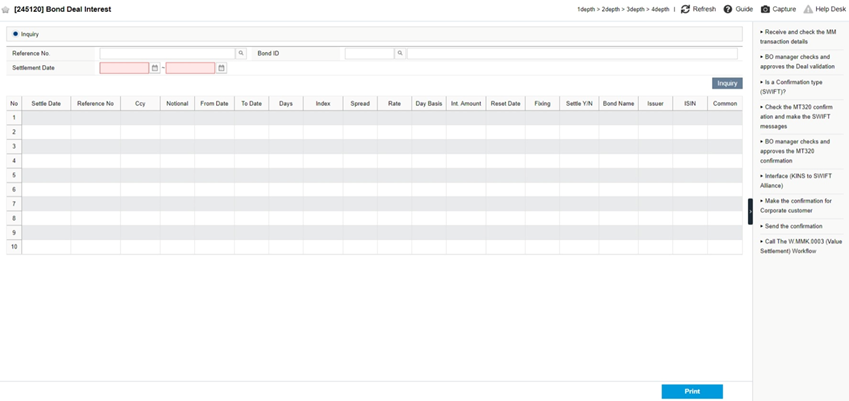 [245120] Bond Deal Interest
1depth > 2depth > 3depth > 4depth | Refresh Guide Capture Help Desk
Inquiry
Reference No. Bond ID
Settlement Date ~
Inquiry
No Settle Date Reference No Ccy Notional From Date To Date Days Index Spread Rate Day Basis Int. Amount Reset Date Fixing Settle Y/N Bond Name Issuer ISIN Common
1
2
3
4
5
6
7
8
9
10
Print
Receive and check the MM
transaction details
BO manager checks and
approves the Deal validation
Is a Confirmation type
(SWIFT)?
Check the MT320 confirm
ation and make the SWIFT
messages
BO manager checks and
approves the MT320
confirmation
Interface (KINS to SWIFT
Alliance)
Make the confirmation for
Corporate customer
Send the confirmation
Call The W.MMK.0003 (Value
Settlement) Workflow